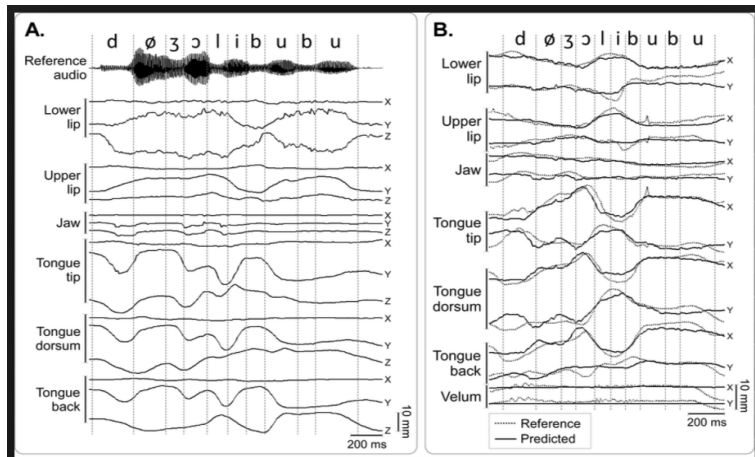 A.
d ø ʒ ɔ l i b u b u
Reference
audio
Lower
lip
X
Y
Z
Upper
lip
X
Y
Z
Jaw
X
Y
Z
Tongue
tip
X
Y
Z
Tongue
dorsum
X
Y
Z
Tongue
back
X
Y
Z
10 mm
200 ms
B.
d ø ʒ ɔ l i b u b u
Lower
lip
X
Y
Upper
lip
X
Y
Jaw
X
Y
Tongue
tip
X
Y
Tongue
dorsum
X
Y
Tongue
back
X
Y
Velum
X
Y
10 mm
Reference
Predicted
200 ms